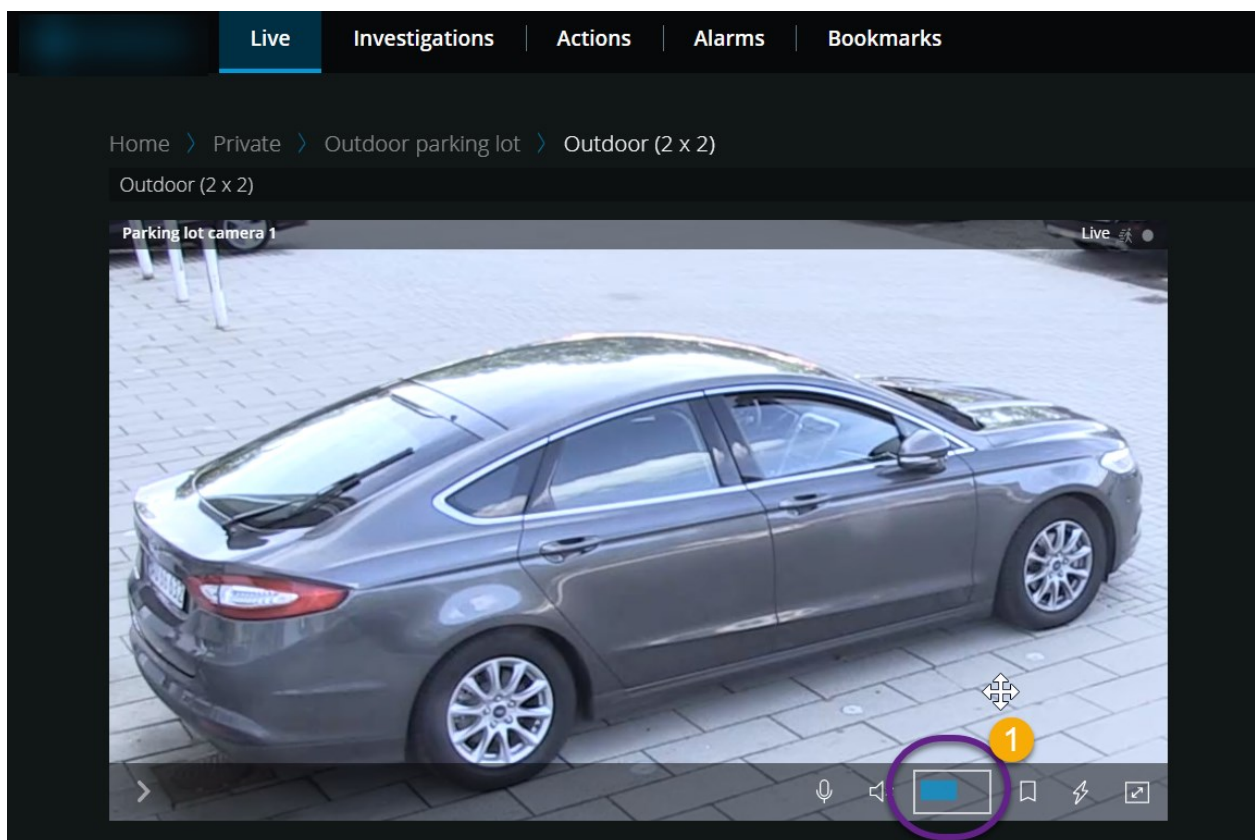 Live Investigations Actions Alarms Bookmarks
Home 〉 Private 〉 Outdoor parking lot 〉 Outdoor (2 x 2)
Outdoor (2 x 2)
Parking lot camera 1 Live
1